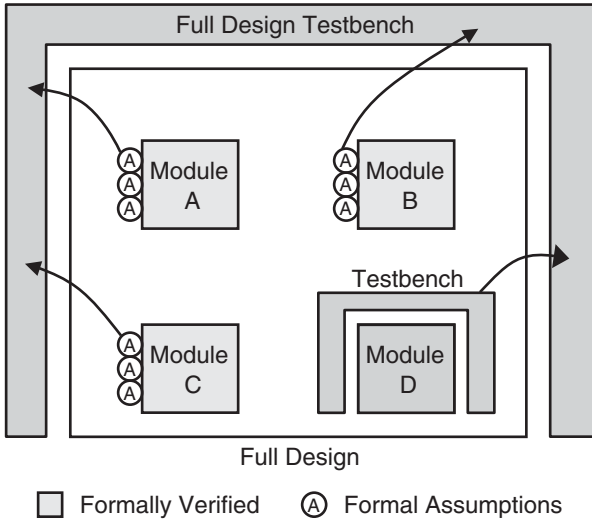 Full Design Testbench
A
A
A
Module
A
A
A
A
Module
B
Testbench
A
A
A
Module
C
Module
D
Full Design
Formally Verified
A Formal Assumptions